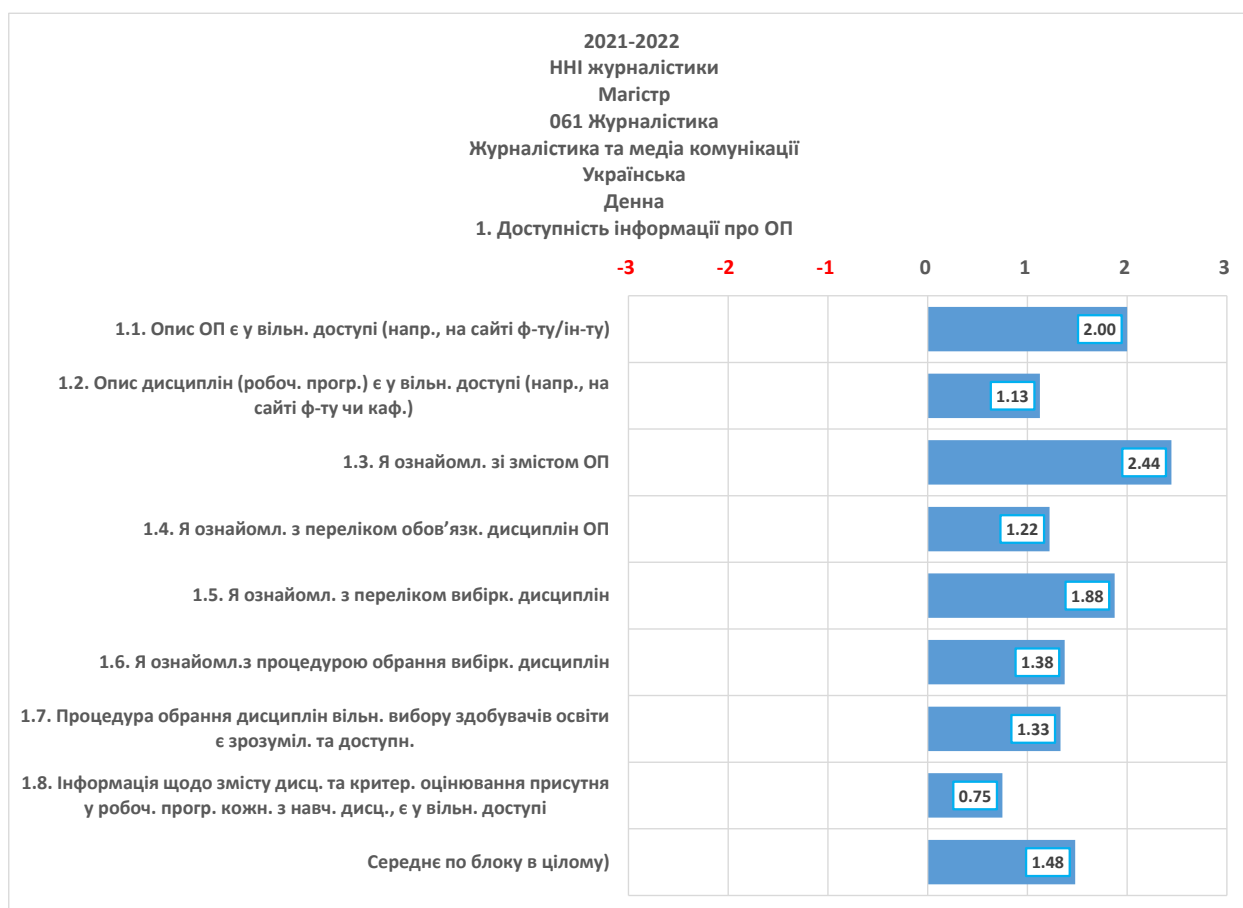 2021-2022
ННІ журналістики
Магістр
061 Журналістика
Журналістика та медіа комунікації
Українська
Денна
1. Доступність інформації про ОП
-3 -2 -1 0 1 2 3
1.1. Опис ОП є у вільн. доступі (напр., на сайті ф-ту/ін-ту)
2.00
1.2. Опис дисциплін (робоч. прогр.) є у вільн. доступі (напр., на
сайті ф-ту чи каф.)
1.13
1.3. Я ознайомл. зі змістом ОП
2.44
1.4. Я ознайомл. з переліком обов’язк. дисциплін ОП
1.22
1.5. Я ознайомл. з переліком вибірк. дисциплін
1.88
1.6. Я ознайомл.з процедурою обрання вибірк. дисциплін
1.38
1.7. Процедура обрання дисциплін вільн. вибору здобувачів освіти
є зрозуміл. та доступн.
1.33
1.8. Інформація щодо змісту дисц. та критер. оцінювання присутня
у робоч. прогр. кожн. з навч. дисц., є у вільн. доступі
0.75
Середнє по блоку в цілому)
1.48